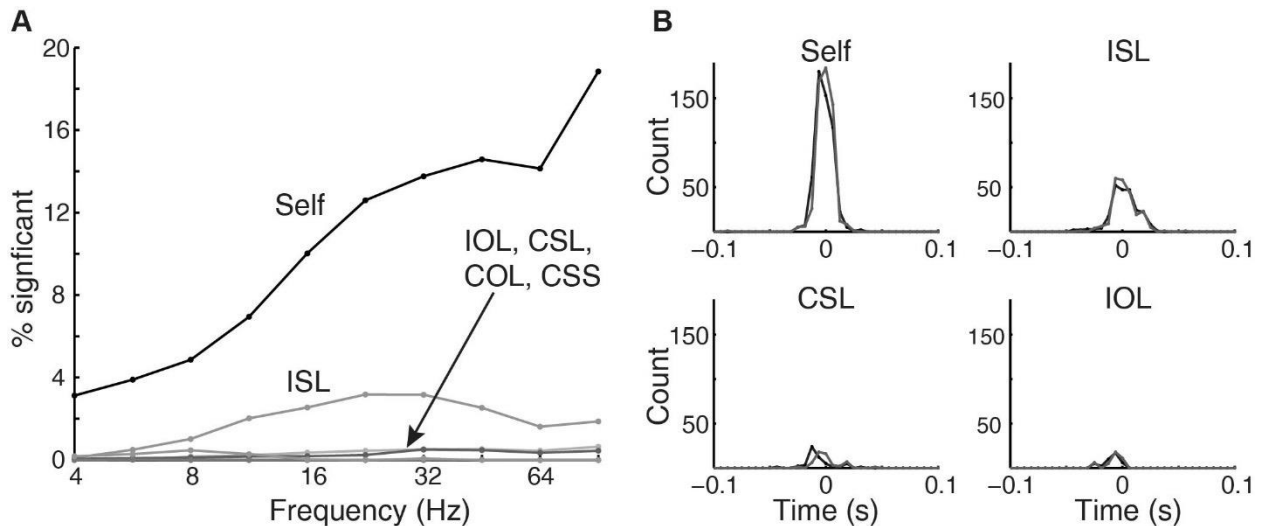 A
% signficant
20
16
12
8
4
0
Self
IOL, CSL,
COL, CSS
ISL
4
8
16
32
64
Frequency (Hz)
B
Self
Count
150
50
−0.1
0
0.1
ISL
150
50
−0.1
0
0.1
CSL
Count
150
50
−0.1
0
0.1
Time (s)
IOL
150
50
−0.1
0
0.1
Time (s)